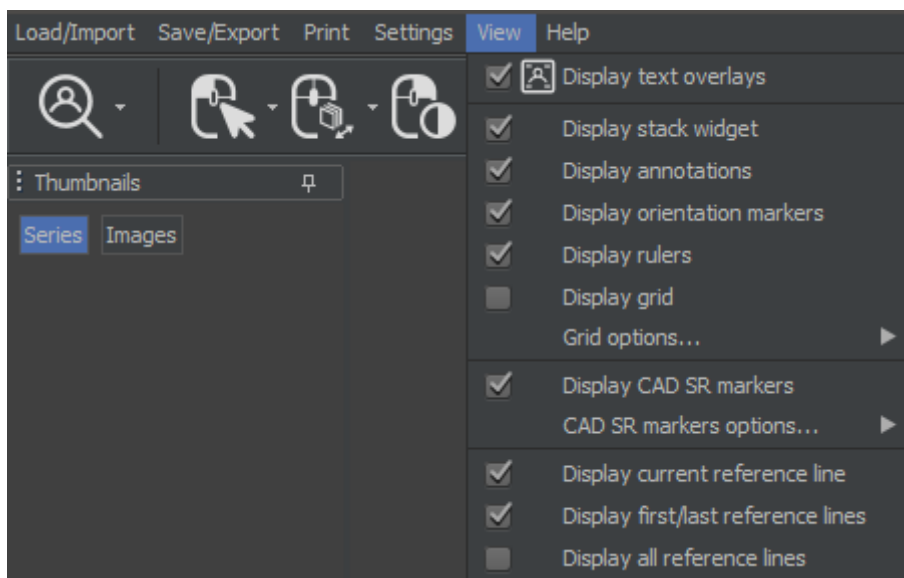 Load/Import Save/Export Print Settings View Help
Display text overlays
Display stack widget
Display annotations
Display orientation markers
Display rulers
Display grid
Grid options...
Display CAD SR markers
CAD SR markers options...
Display current reference line
Display first/last reference lines
Display all reference lines
Thumbnails
Series Images